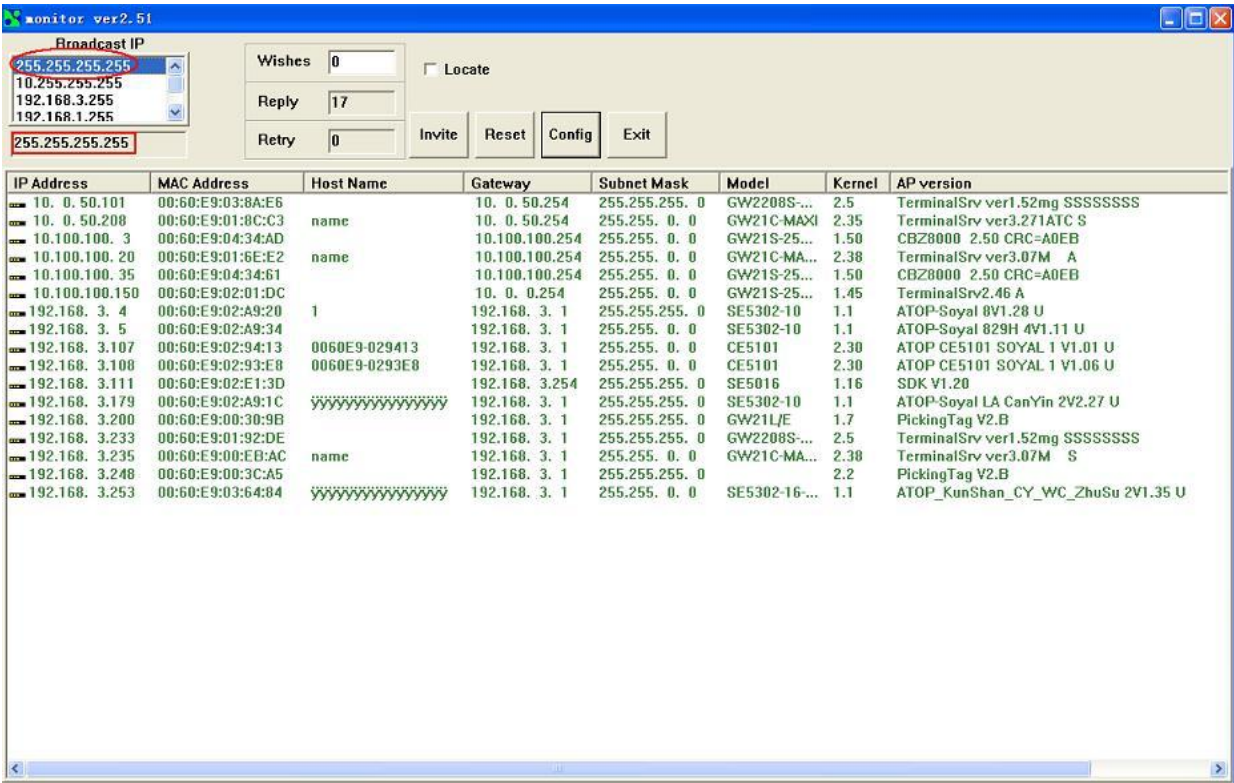 monitor ver2.51
Broadcast IP
255.255.255.255
10.255.255.255
192.168.3.255
192.168.1.255
255.255.255.255
Wishes 0
Reply 17
Retry 0
Locate
Invite Reset Config Exit
IP Address MAC Address Host Name Gateway Subnet Mask Model Kernel AP version
10. 0. 50.101 00:60:E9:03:8A:E6 10. 0. 50.254 255.255.255. 0 GW2208S-... 2.5 TerminalSrv ver1.52mg SSSSSSSS
10. 0. 50.208 00:60:E9:01:8C:C3 name 10. 0. 50.254 255.255. 0. 0 GW21C-MAXI 2.35 TerminalSrv ver3.271ATC S
10.100.100. 3 00:60:E9:04:34:AD 10.100.100.254 255.255. 0. 0 GW21S-25... 1.50 CBZ8000 2.50 CRC=A0EB
10.100.100. 20 00:60:E9:01:6E:E2 name 10.100.100.254 255.255. 0. 0 GW21C-MA... 2.38 TerminalSrv ver3.07M A
10.100.100. 35 00:60:E9:04:34:61 10.100.100.254 255.255. 0. 0 GW21S-25... 1.50 CBZ8000 2.50 CRC=A0EB
10.100.100.150 00:60:E9:02:01:DC 10. 0. 0.254 255.255. 0. 0 GW21S-25... 1.45 TerminalSrv2.46 A
192.168. 3. 4 00:60:E9:02:A9:20 1 192.168. 3. 1 255.255.255. 0 SE5302-10 1.1 ATOP-Soyal 8V1.28 U
192.168. 3. 5 00:60:E9:02:A9:34 192.168. 3. 1 255.255. 0. 0 SE5302-10 1.1 ATOP-Soyal 829H 4V1.11 U
192.168. 3.107 00:60:E9:02:94:13 0060E9-029413 192.168. 3. 1 255.255. 0. 0 CE5101 2.30 ATOP CE5101 SOYAL 1 V1.01 U
192.168. 3.108 00:60:E9:02:93:E8 0060E9-0293E8 192.168. 3. 1 255.255. 0. 0 CE5101 2.30 ATOP CE5101 SOYAL 1 V1.06 U
192.168. 3.111 00:60:E9:02:E1:3D 192.168. 3.254 255.255.255. 0 SE5016 1.16 SDK V1.20
192.168. 3.179 00:60:E9:02:A9:1C ÿÿÿÿÿÿÿÿÿÿÿÿÿÿÿÿ 192.168. 3. 1 255.255.255. 0 SE5302-10 1.1 ATOP-Soyal LA CanYin 2V2.27 U
192.168. 3.200 00:60:E9:00:30:9B 192.168. 3. 1 255.255.255. 0 GW21L/E 1.7 PickingTag V2.B
192.168. 3.233 00:60:E9:01:92:DE 192.168. 3. 1 255.255.255. 0 GW2208S-... 2.5 TerminalSrv ver1.52mg SSSSSSSS
192.168. 3.235 00:60:E9:00:EB:AC name 192.168. 3. 1 255.255. 0. 0 GW21C-MA... 2.38 TerminalSrv ver3.07M S
192.168. 3.248 00:60:E9:00:3C:A5 192.168. 3. 1 255.255.255. 0 2.2 PickingTag V2.B
192.168. 3.253 00:60:E9:03:64:84 ÿÿÿÿÿÿÿÿÿÿÿÿÿÿÿÿ 192.168. 3. 1 255.255. 0. 0 SE5302-16-... 1.1 ATOP_KunShan_CY_WC_ZhuSu 2V1.35 U